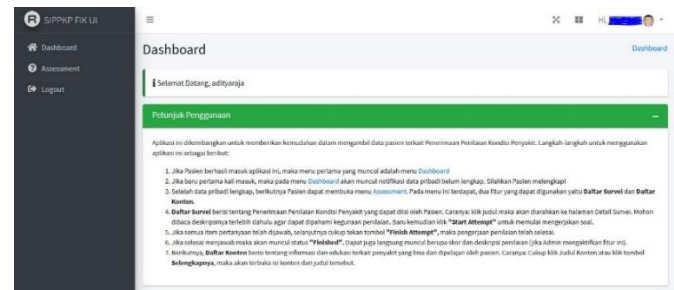 R SIPPKP FIK UI
Hi,
Dashboard
Assessment
Logout
Dashboard
Dashboard
Selamat Datang, adityaraja
Petunjuk Penggunaan
Aplikasi ini dikembangkan untuk memberikan kemudahan dalam mengambil data pasien terkait Penerimaan Penilaian Kondisi Penyakit. Langkah-langkah untuk menggunakan
aplikasi ini sebagai berikut:
1. Jika Pasien berhasil masuk aplikasi ini, maka menu pertama yang muncul adalah menu Dashboard
2. Jika baru pertama kali masuk, maka pada menu Dashboard akan muncul notifikasi data pribadi belum lengkap. Silahkan Pasien melengkapi
3. Setelah data pribadi lengkap, berikutnya Pasien dapat membuka menu Assessment. Pada menu ini terdapat, dua fitur yang dapat digunakan yaitu Daftar Survei dan Daftar
Konten.
4. Daftar Survei berisi tentang Penerimaan Penilaian Kondisi Penyakit yang dapat diisi oleh Pasien. Caranya: klik judul maka akan diarahkan ke halaman Detail Survei. Mohon
dibaca deskripsinya terlebih dahulu agar dapat dipahami kegunaan penilaian. Baru kemudian klik "Start Attempt" untuk memulai mengerjakan soal.
5. Jika semua item pertanyaan telah dijawab, selanjutnya cukup tekan tombol "Finish Attempt", maka pengerjaan penilaian telah selesai.
6. Jika selesai menjawab maka akan muncul status "Finished". Dapat juga langsung muncul berupa skor dan deskripsi penilaian (jika Admin mengaktifkan fitur ini).
7. Berikutnya, Daftar Konten berisi tentang informasi dan edukasi terkait penyakit yang bisa dan dipelajari oleh pasien. Caranya: Cukup klik Judul Konten atau klik tombol
Selengkapnya, maka akan terbuka isi konten dari judul tersebut.